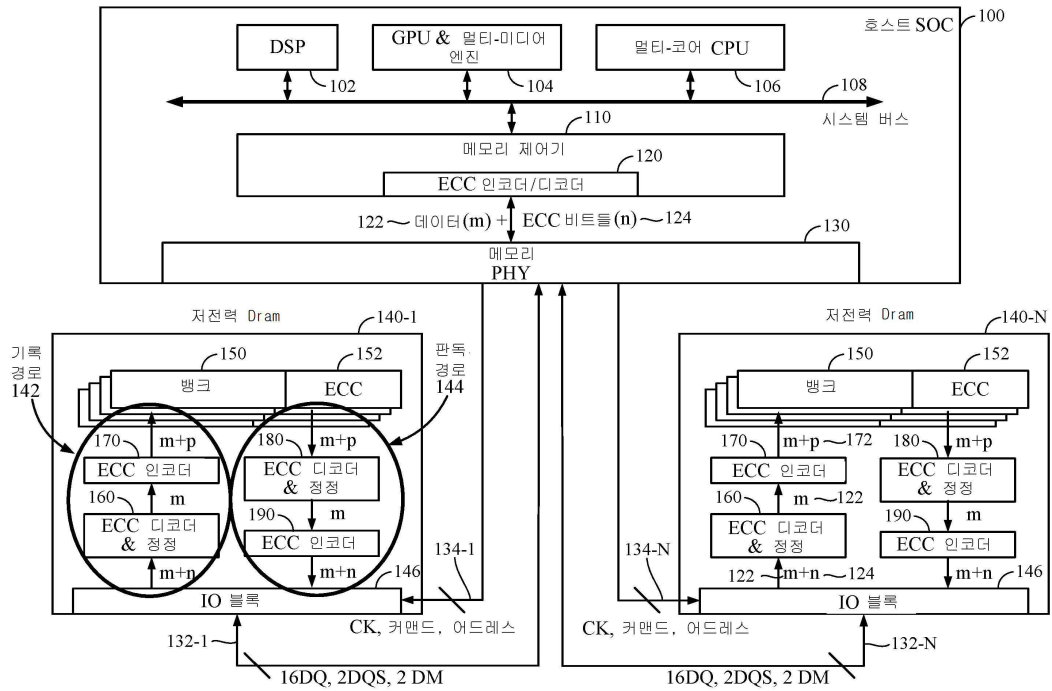 호스트 SOC
100
DSP
102
GPU & 멀티-미디어
엔진
104
멀티-코어 CPU
106
108
시스템 버스
110
메모리 제어기
120
ECC 인코더/디코더
122 데이터(m) + ECC 비트들(n) 124
130
메모리
PHY
저전력 Dram
140-1
기록
경로
142
150
152
뱅크
ECC
판독
경로
144
170
m+p
ECC 인코더
160
m
ECC 디코더
& 정정
m+n
180
m+p
ECC 디코더
& 정정
190
m
ECC 인코더
m+n
146
IO 블록
134-1
CK, 커맨드, 어드레스
132-1
16DQ, 2DQS, 2 DM
저전력 Dram
140-N
150
152
뱅크
ECC
170
m+p 172
ECC 인코더
160
m 122
ECC 디코더
& 정정
122 m+n 124
180
m+p
ECC 디코더
& 정정
190
m
ECC 인코더
m+n
146
IO 블록
134-N
CK, 커맨드, 어드레스
132-N
16DQ, 2DQS, 2 DM